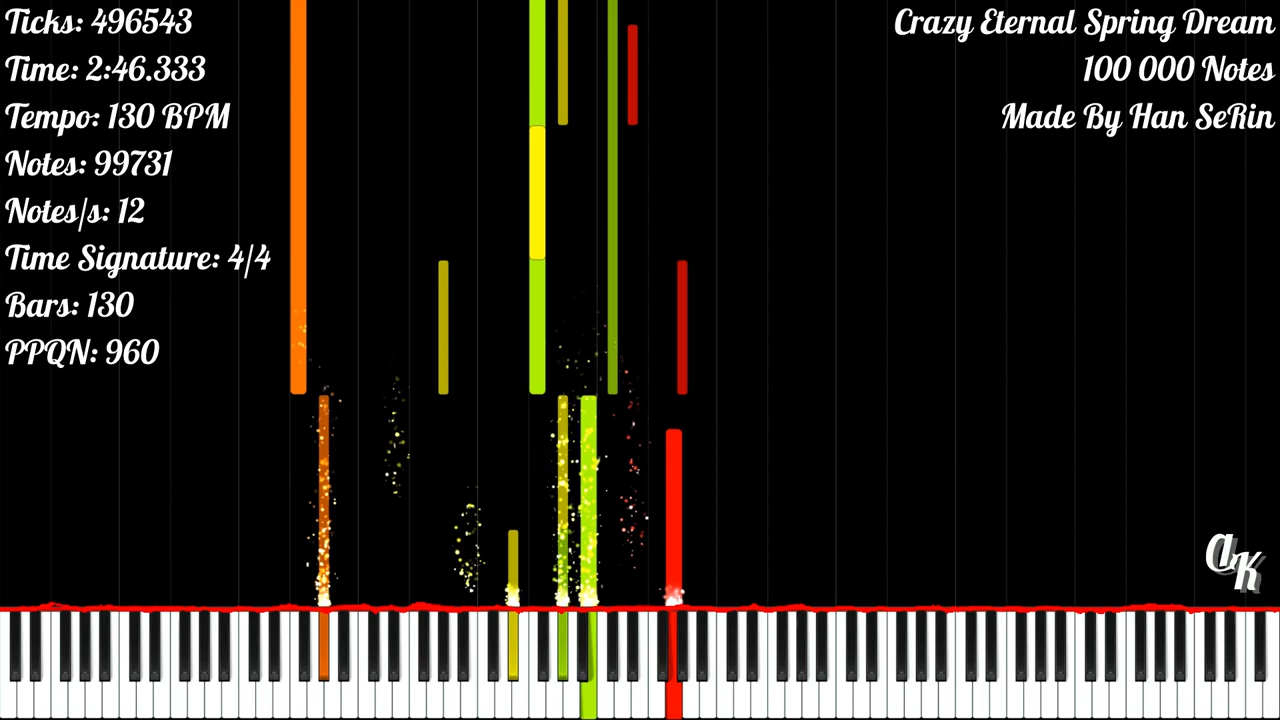 Ticks: 496543
Time: 2:46.333
Tempo: 130 BPM
Notes: 99731
Notes/s: 12
Time Signature: 4/4
Bars: 130
PPQN: 960
Crazy Eternal Spring Dream
100 000 Notes
Made By Han SeRin
aK